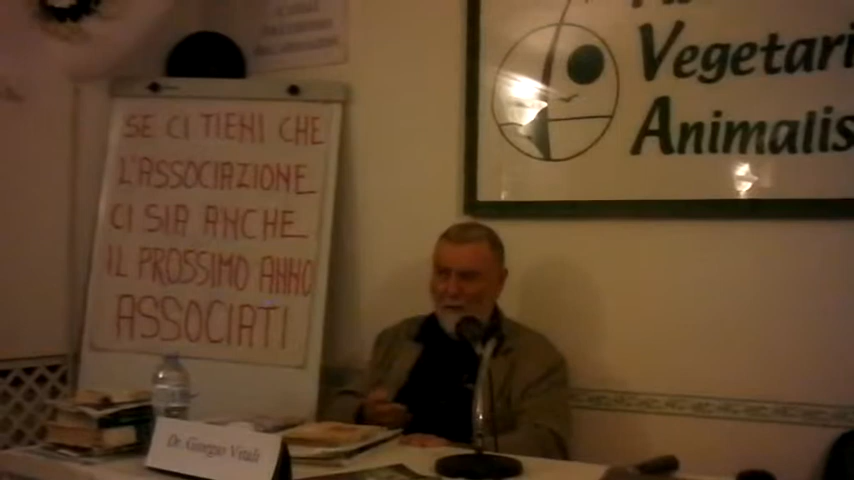 SE CI TIENI CHE
L'ASSOCIAZIONE
CI SIA ANCHE
IL PROSSIMO ANNO
ASSOCIATI
Vegetari
Animalis
Dr. Giorgio Vitali